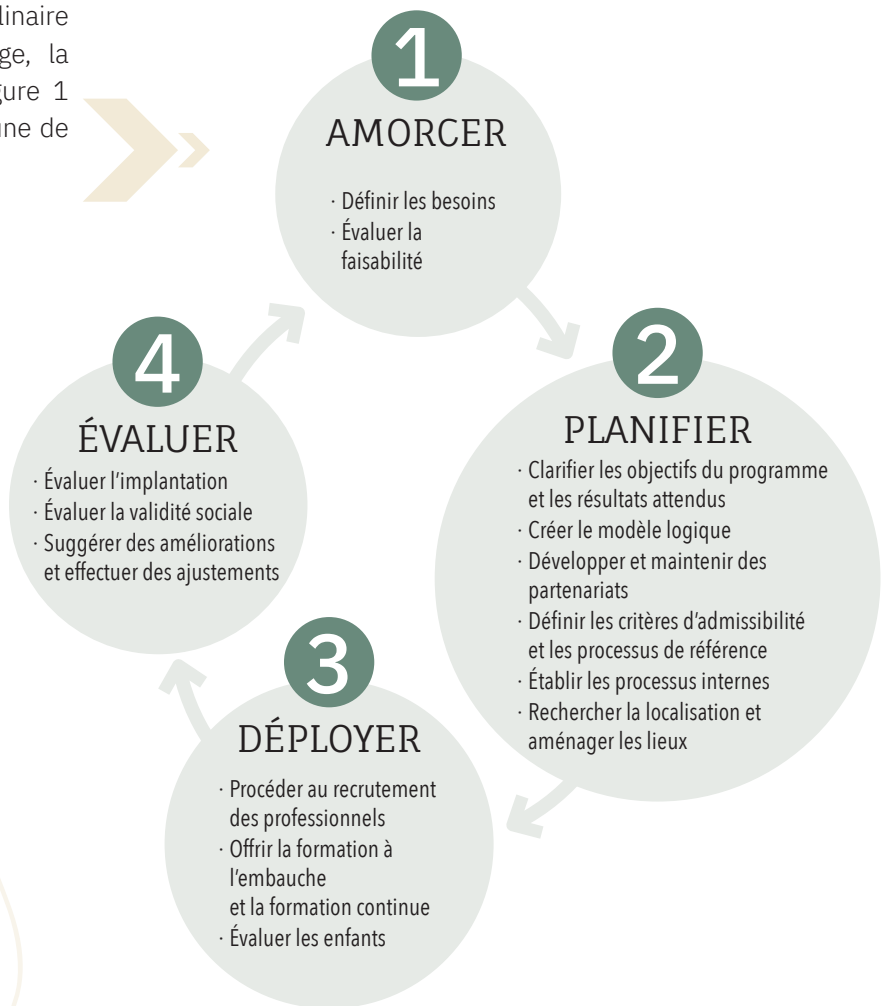 linaire
ge, la
gure 1
une de
1
AMORCER
· Définir les besoins
· Évaluer la
faisabilité
2
PLANIFIER
· Clarifier les objectifs du programme
et les résultats attendus
· Créer le modèle logique
· Développer et maintenir des
partenariats
· Définir les critères d'admissibilité
et les processus de référence
· Établir les processus internes
· Rechercher la localisation et
aménager les lieux
3
DÉPLOYER
· Procéder au recrutement
des professionnels
· Offrir la formation à
l'embauche
et la formation continue
· Évaluer les enfants
4
ÉVALUER
· Évaluer l'implantation
· Évaluer la validité sociale
· Suggérer des améliorations
et effectuer des ajustements